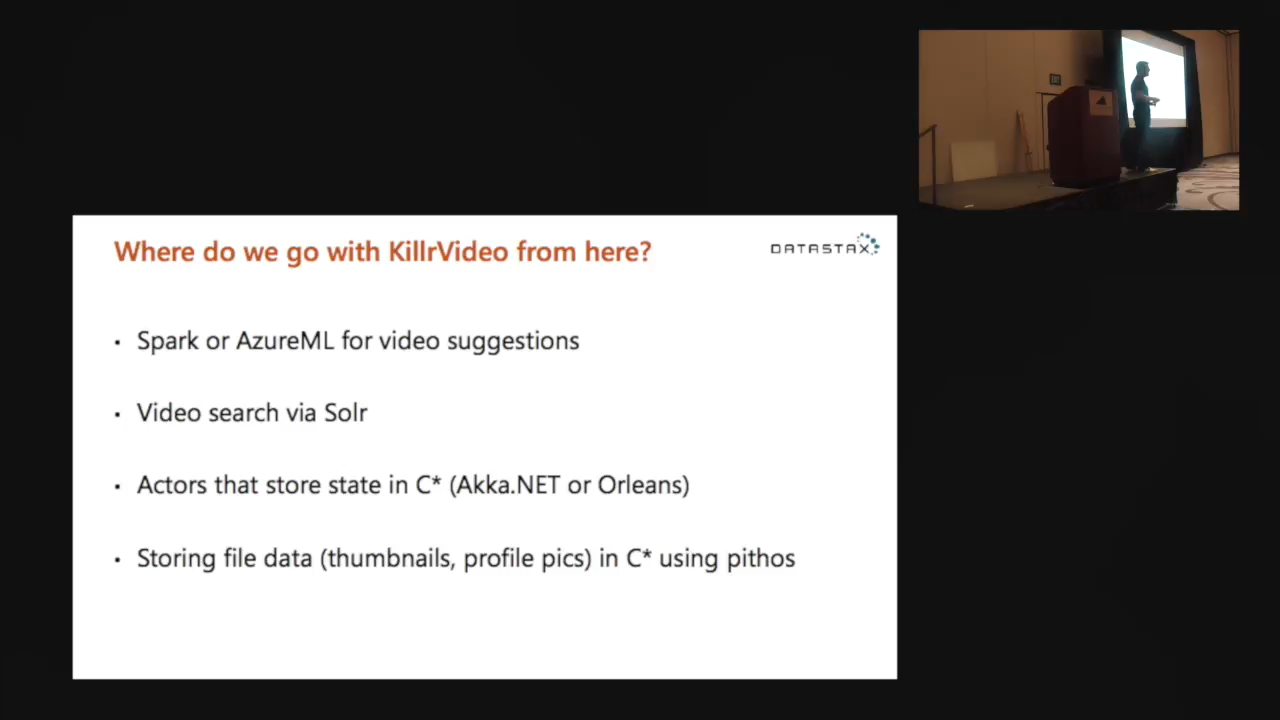 Where do we go with KillrVideo from here?
DATASTAX
· Spark or AzureML for video suggestions
· Video search via Solr
· Actors that store state in C* (Akka.NET or Orleans)
· Storing file data (thumbnails, profile pics) in C* using pithos
EXIT